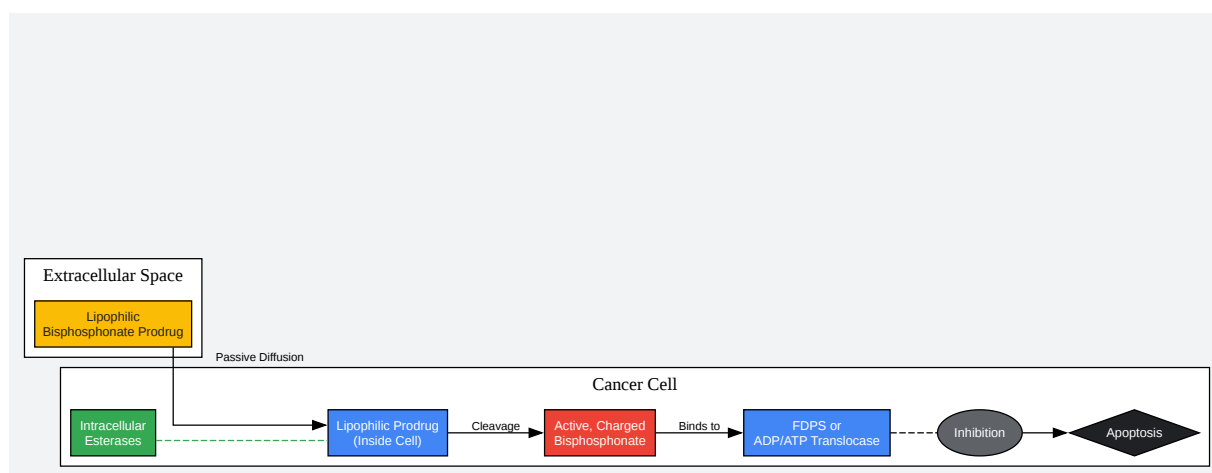 Extracellular Space
Lipophilic
Bisphosphonate Prodrug
Passive Diffusion
Cancer Cell
Intracellular
Esterases
Lipophilic Prodrug
(Inside Cell)
Cleavage
Active, Charged
Bisphosphonate
Binds to
FDPS or
ADP/ATP Translocase
Inhibition
Apoptosis